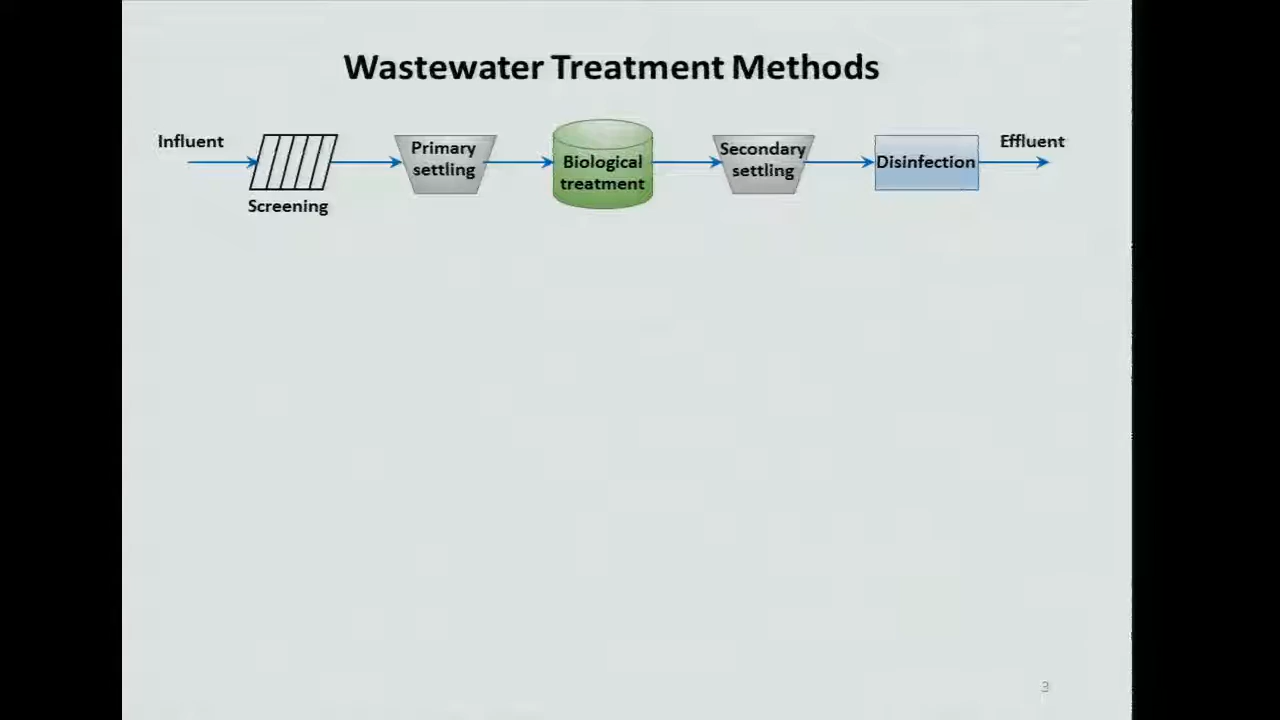 Wastewater Treatment Methods
Influent
Screening
Primary
settling
Biological
treatment
Secondary
settling
Disinfection
Effluent
3